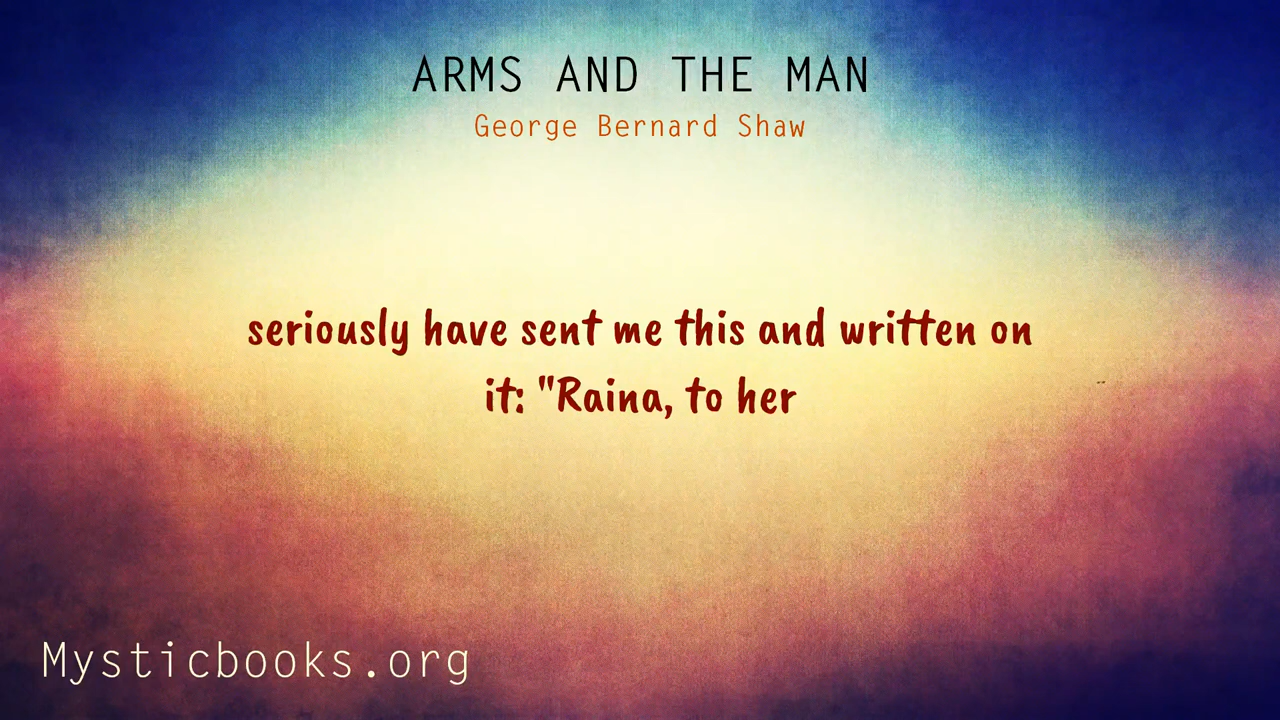 ARMS AND THE MAN
George Bernard Shaw
seriously have sent me this and written on
it: "Raina, to her
Mysticbooks.org